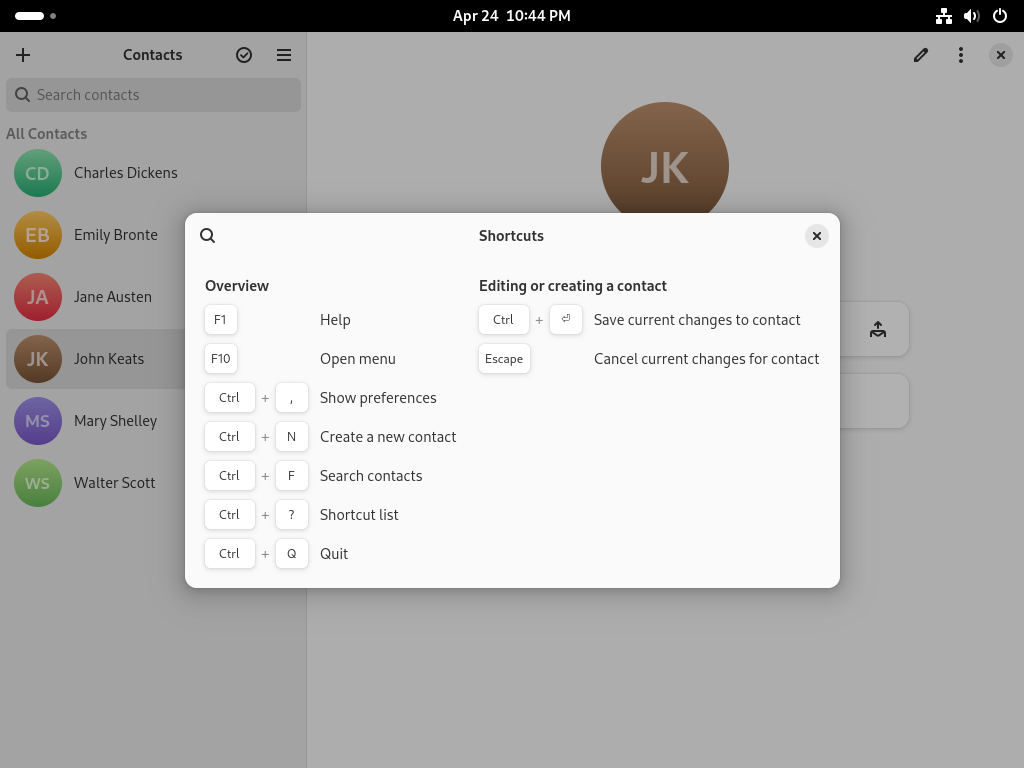 Apr 24 10:44 PM
Contacts
Search contacts
All Contacts
CD Charles Dickens
EB Emily Bronte
JA Jane Austen
JK John Keats
MS Mary Shelley
WS Walter Scott
JK
Shortcuts
Overview
F1 Help
F10 Open menu
Ctrl + , Show preferences
Ctrl + N Create a new contact
Ctrl + F Search contacts
Ctrl + ? Shortcut list
Ctrl + Q Quit
Editing or creating a contact
Ctrl + ⏎ Save current changes to contact
Escape Cancel current changes for contact